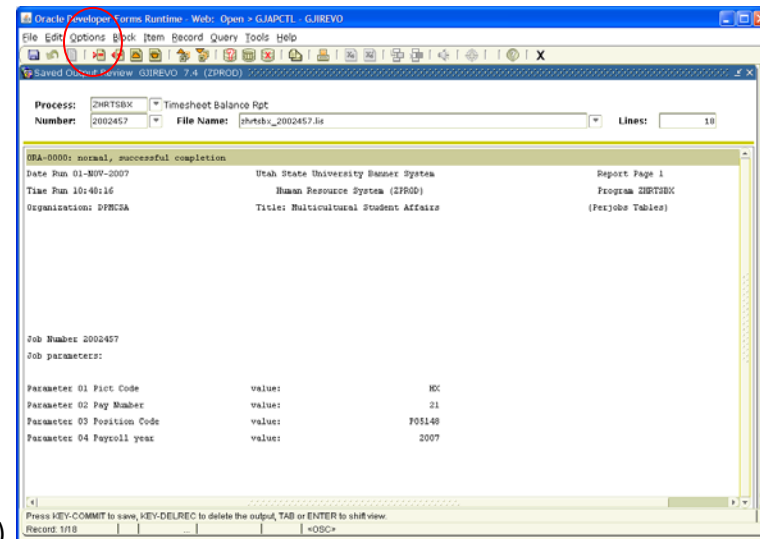 Oracle Developer Forms Runtime - Web: Open > GJAPCTL - GJIREVO
File Edit Options Block Item Record Query Tools Help
Saved Output Review GJIREVO 7.4 (ZPROD)
Process: ZHRTSBX Timesheet Balance Rpt
Number: 2002457 File Name: zhrtsbx_2002457.lis Lines: 18
ORA-0000: normal, successful completion
Date Run 01-NOV-2007 Utah State University Banner System Report Page 1
Time Run 10:40:16 Human Resource System (ZPROD) Program ZHRTSBX
Organization: DPMCSA Title: Multicultural Student Affairs (Perjobs Tables)
Job Number 2002457
Job parameters:
Parameter 01 Pict Code value: HX
Parameter 02 Pay Number value: 21
Parameter 03 Position Code value: P05148
Parameter 04 Payroll year value: 2007
Press KEY-COMMIT to save, KEY-DELREC to delete the output, TAB or ENTER to shift view.
Record: 1/18 ... <OSC>
)